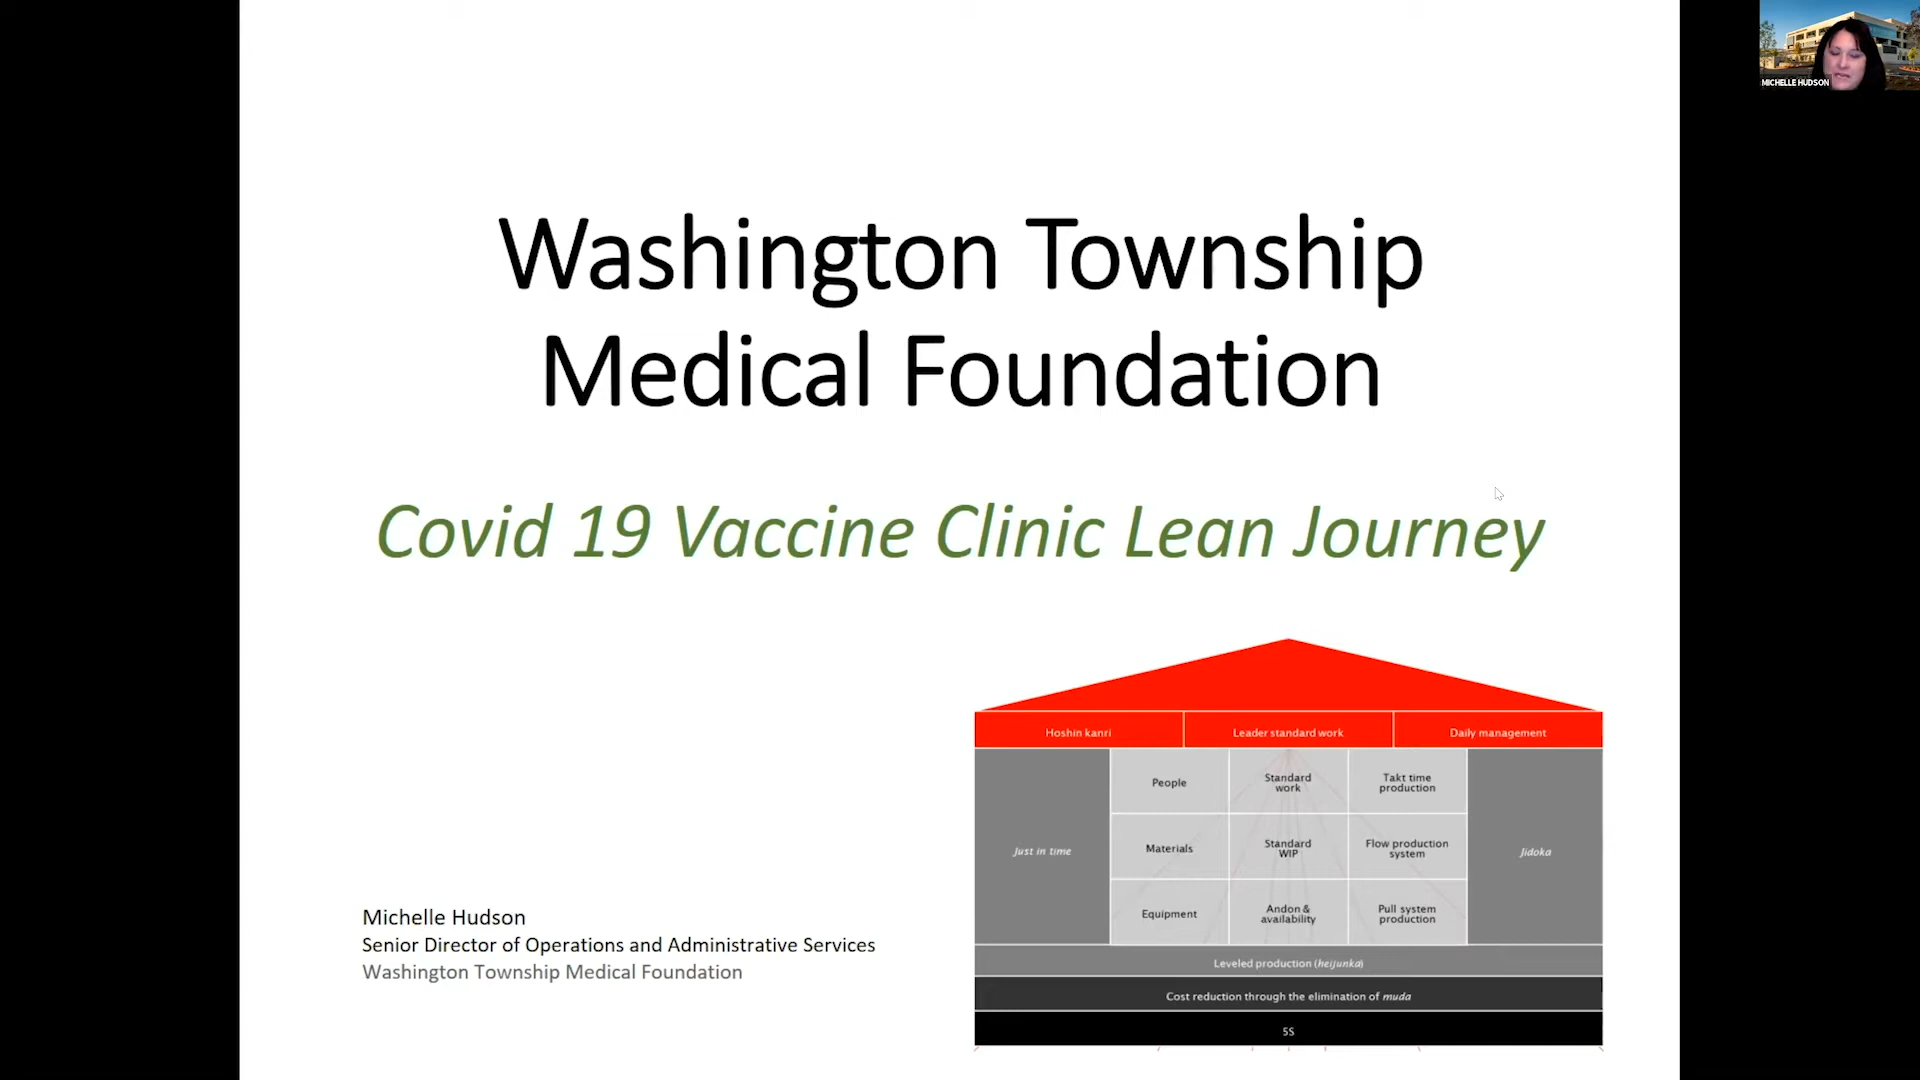 MICHELLE HUDSON
Washington Township
Medical Foundation
Covid 19 Vaccine Clinic Lean Journey
Michelle Hudson
Senior Director of Operations and Administrative Services
Washington Township Medical Foundation
Hoshin kanri
Leader standard work
Daily management
Just in time
People
Standard
work
Takt time
production
Materials
Standard
WIP
Flow production
system
Equipment
Andon &
availability
Pull system
production
Jidoka
Leveled production (heijunka)
Cost reduction through the elimination of muda
5S